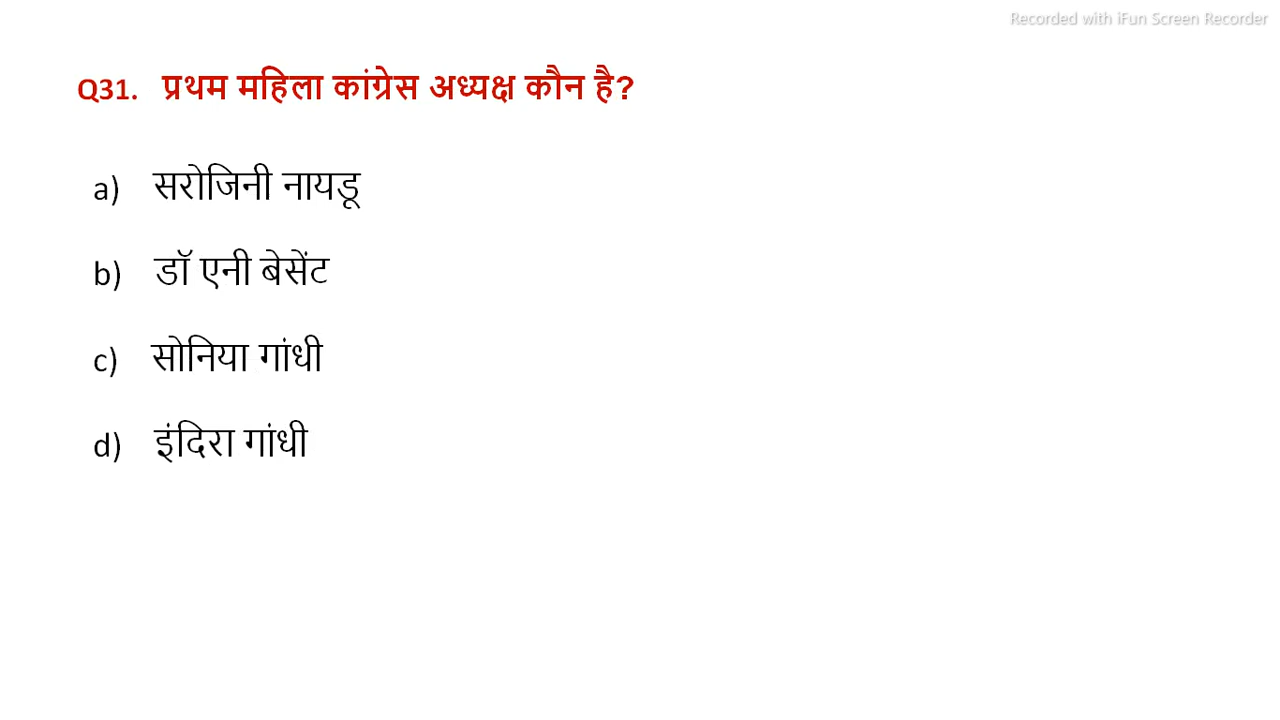 Recorded with iFun Screen Recorder
Q31. प्रथम महिला कांग्रेस अध्यक्ष कौन है?
a) सरोजिनी नायडू
b) डॉ एनी बेसेंट
c) सोनिया गांधी
d) इंदिरा गांधी